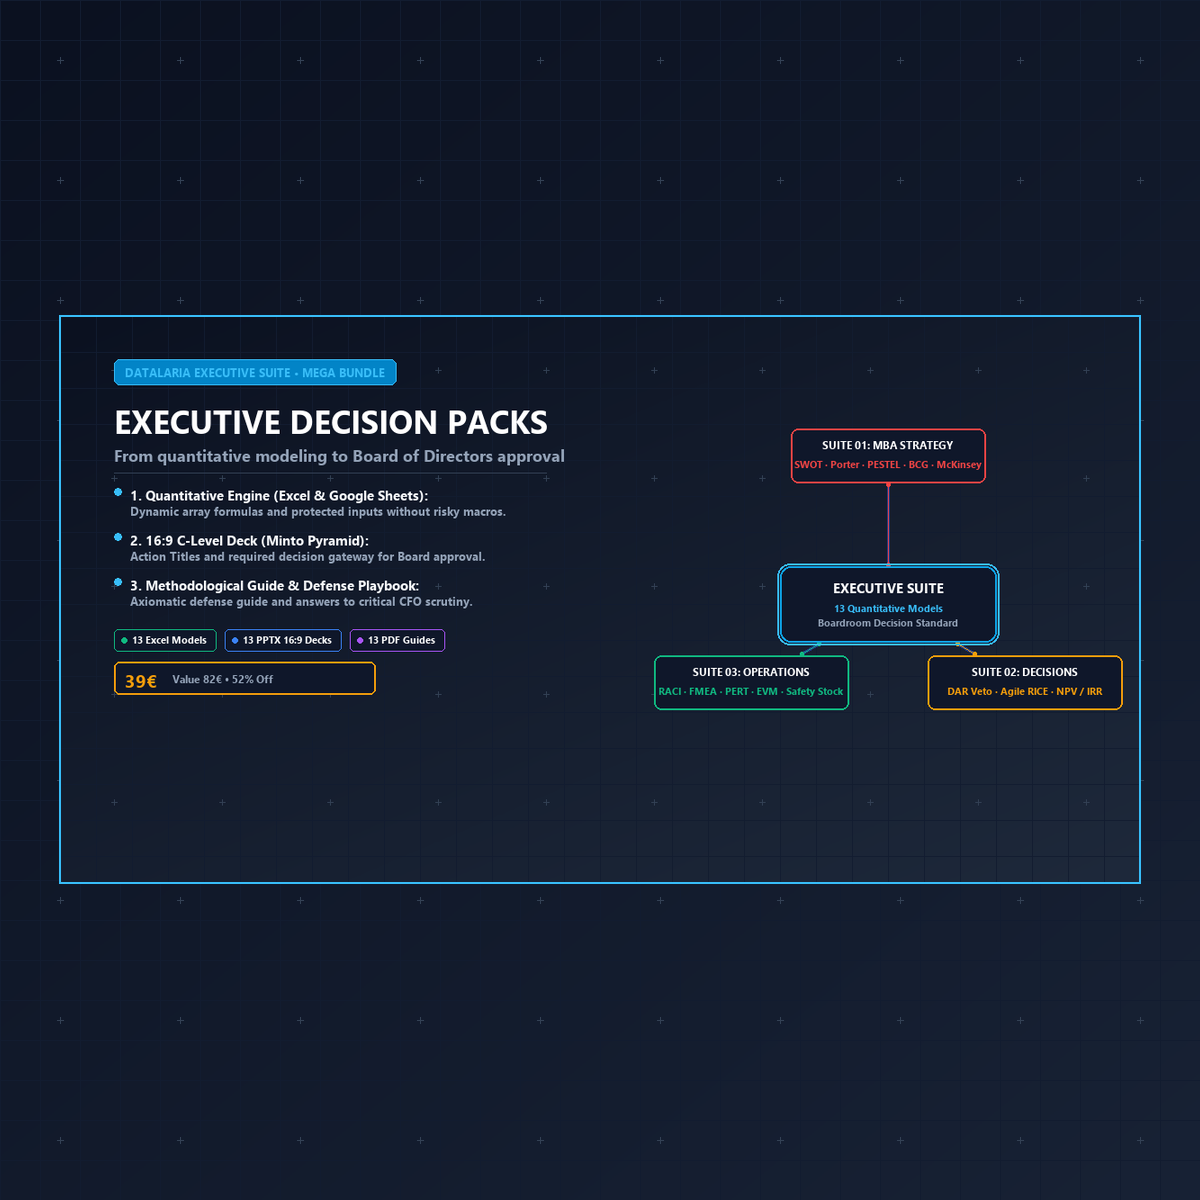 DATALARIA EXECUTIVE SUITE • MEGA BUNDLE
EXECUTIVE DECISION PACKS
From quantitative modeling to Board of Directors approval
1. Quantitative Engine (Excel & Google Sheets):
Dynamic array formulas and protected inputs without risky macros.
2. 16:9 C-Level Deck (Minto Pyramid):
Action Titles and required decision gateway for Board approval.
3. Methodological Guide & Defense Playbook:
Axiomatic defense guide and answers to critical CFO scrutiny.
13 Excel Models
13 PPTX 16:9 Decks
13 PDF Guides
39€ Value 82€ • 52% Off
SUITE 01: MBA STRATEGY
SWOT · Porter · PESTEL · BCG · McKinsey
EXECUTIVE SUITE
13 Quantitative Models
Boardroom Decision Standard
SUITE 03: OPERATIONS
RACI · FMEA · PERT · EVM · Safety Stock
SUITE 02: DECISIONS
DAR Veto · Agile RICE · NPV / IRR